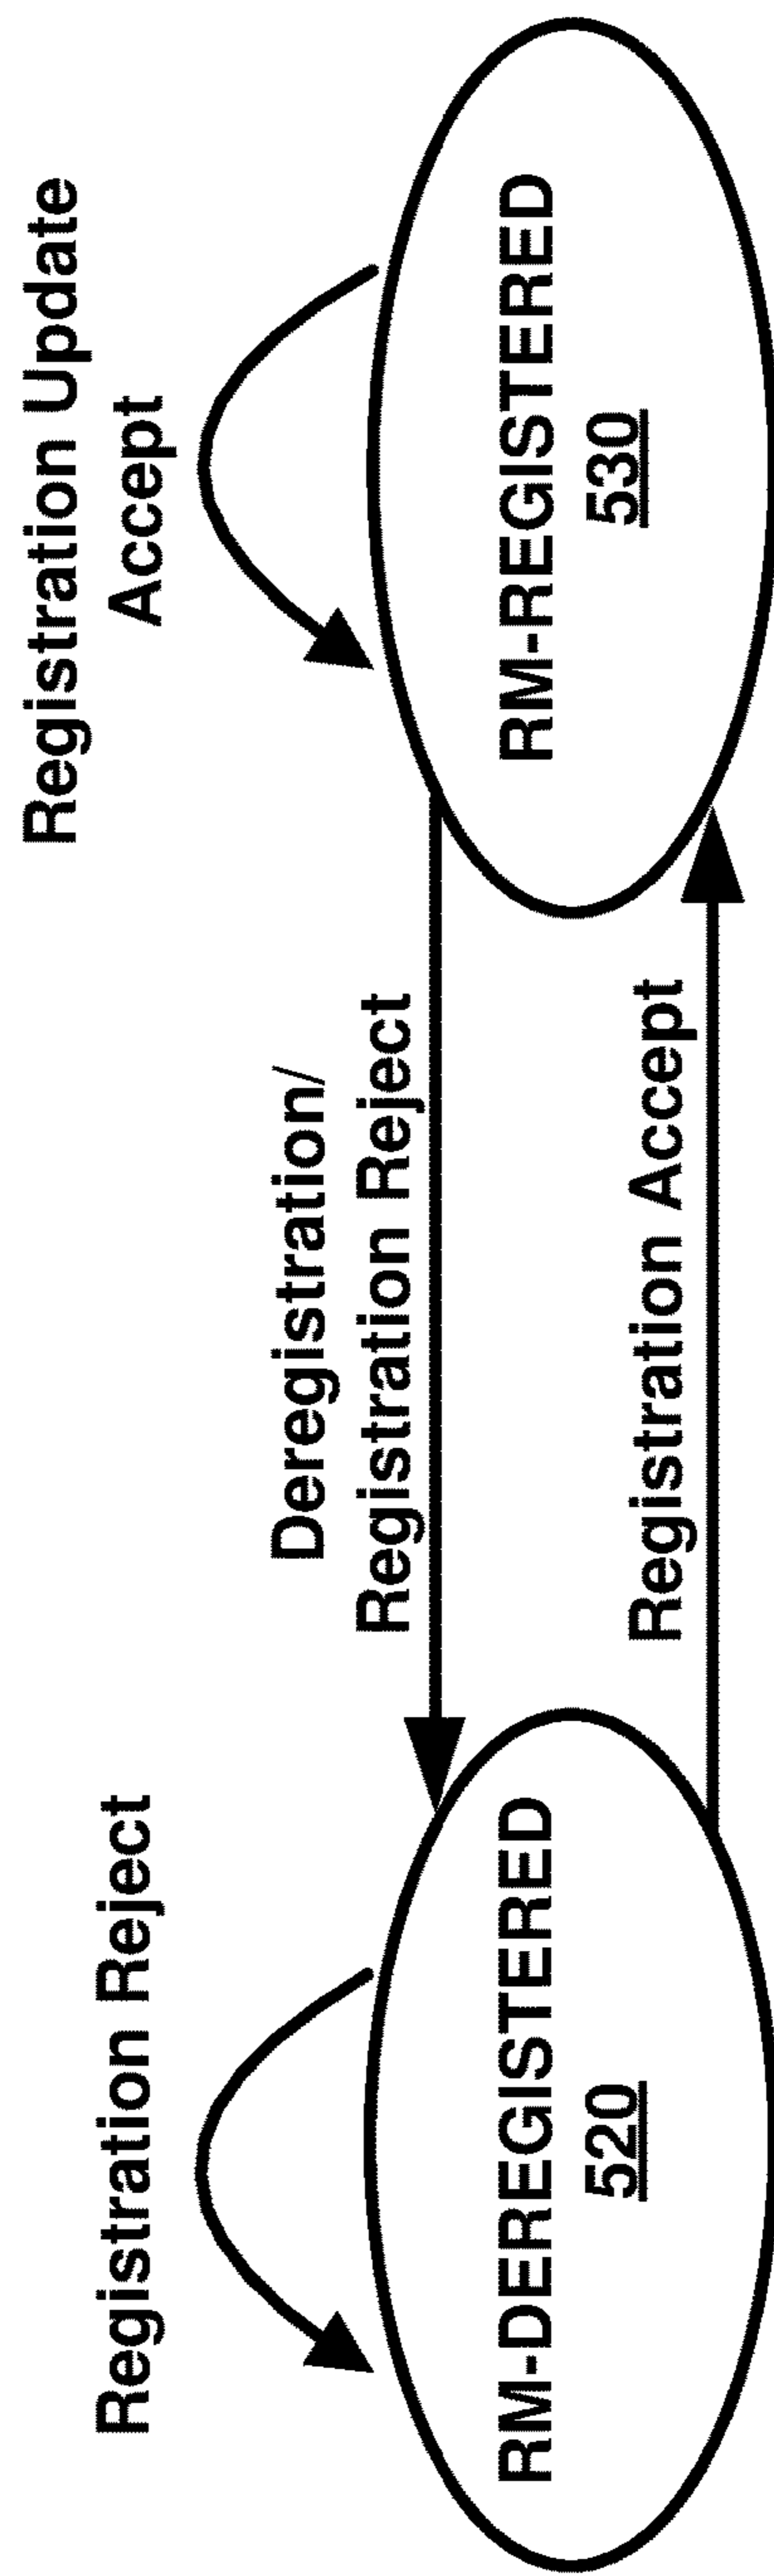 Registration Reject
Registration Update
Accept
Deregistration/
Registration Reject
RM-DEREGISTERED
520
RM-REGISTERED
530
Registration Accept